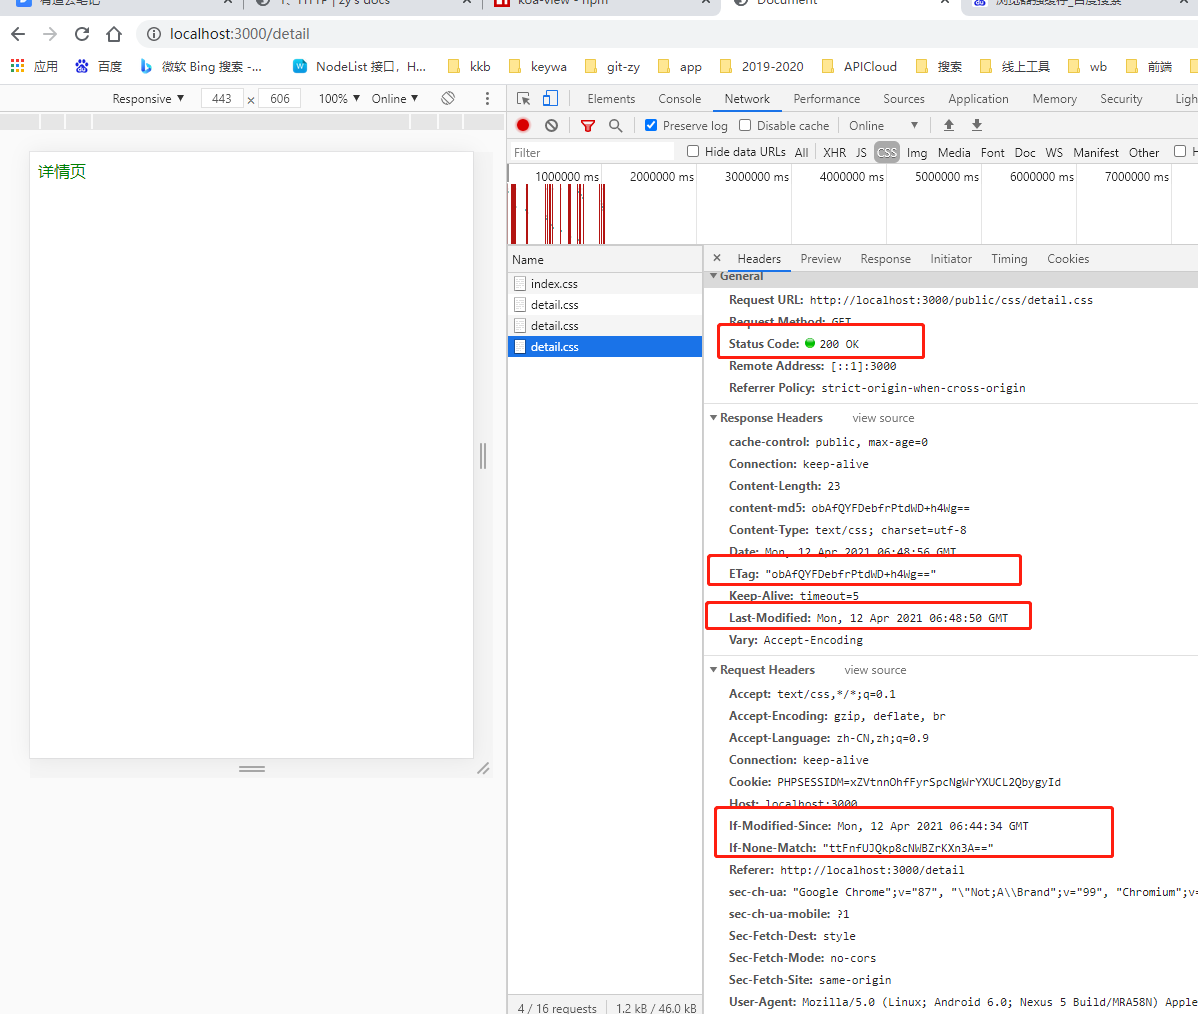 有道云笔记 × 1、HTTP | zy's docs × koa-view - npm × Document × 浏览器强缓存_百度搜索 ×
localhost:3000/detail
应用 百度 微软 Bing 搜索 -... NodeList 接口，H... kkb keywa git-zy app 2019-2020 APICloud 搜索 线上工具 wb 前端
Responsive ▼ 443 × 606 100% ▼ Online ▼
Elements Console Network Performance Sources Application Memory Security Ligh
Preserve log Disable cache Online ▼
Filter Hide data URLs All XHR JS CSS Img Media Font Doc WS Manifest Other H
1000000 ms 2000000 ms 3000000 ms 4000000 ms 5000000 ms 6000000 ms 7000000 ms
详情页
Name
index.css
detail.css
detail.css
detail.css
4 / 16 requests 1.2 kB / 46.0 kB
× Headers Preview Response Initiator Timing Cookies
General
Request URL: http://localhost:3000/public/css/detail.css
Request Method: GET
Status Code: 200 OK
Remote Address: [::1]:3000
Referrer Policy: strict-origin-when-cross-origin
Response Headers view source
cache-control: public, max-age=0
Connection: keep-alive
Content-Length: 23
content-md5: obAfQYFDebfrPtdWD+h4Wg==
Content-Type: text/css; charset=utf-8
Date: Mon, 12 Apr 2021 06:48:56 GMT
ETag: "obAfQYFDebfrPtdWD+h4Wg=="
Keep-Alive: timeout=5
Last-Modified: Mon, 12 Apr 2021 06:48:50 GMT
Vary: Accept-Encoding
Request Headers view source
Accept: text/css,*/*;q=0.1
Accept-Encoding: gzip, deflate, br
Accept-Language: zh-CN,zh;q=0.9
Connection: keep-alive
Cookie: PHPSESSIDM=xZVtnnOhfFyrSpcNgWrYXUCL2QbygyId
Host: localhost:3000
If-Modified-Since: Mon, 12 Apr 2021 06:44:34 GMT
If-None-Match: "ttFnfUJQkp8cNWBZrKXn3A=="
Referer: http://localhost:3000/detail
sec-ch-ua: "Google Chrome";v="87", "\"Not;A\\Brand";v="99", "Chromium";v=
sec-ch-ua-mobile: ?1
Sec-Fetch-Dest: style
Sec-Fetch-Mode: no-cors
Sec-Fetch-Site: same-origin
User-Agent: Mozilla/5.0 (Linux; Android 6.0; Nexus 5 Build/MRA58N) Apple